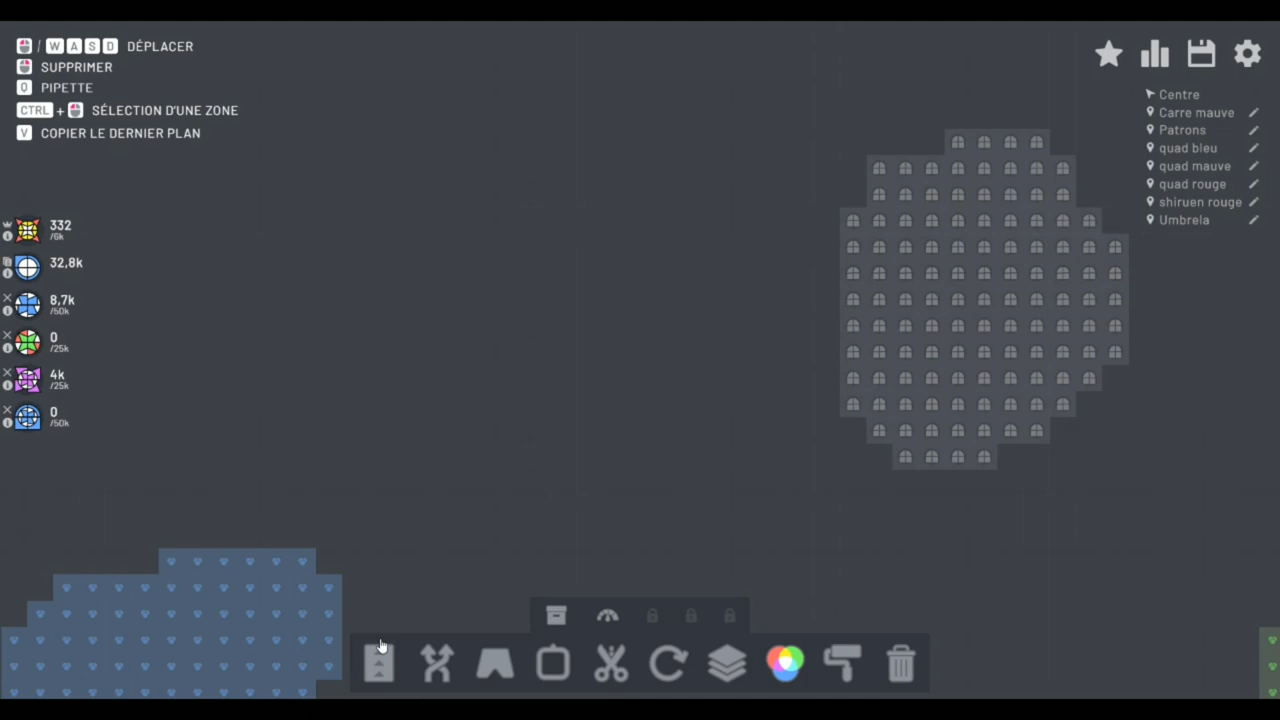 / W A S D DÉPLACER
SUPPRIMER
Q PIPETTE
CTRL + SÉLECTION D'UNE ZONE
V COPIER LE DERNIER PLAN
Centre
Carre mauve
Patrons
quad bleu
quad mauve
quad rouge
shiruen rouge
Umbrela
332
/6k
32,8k
8,7k
/50k
0
/25k
4k
/25k
0
/50k